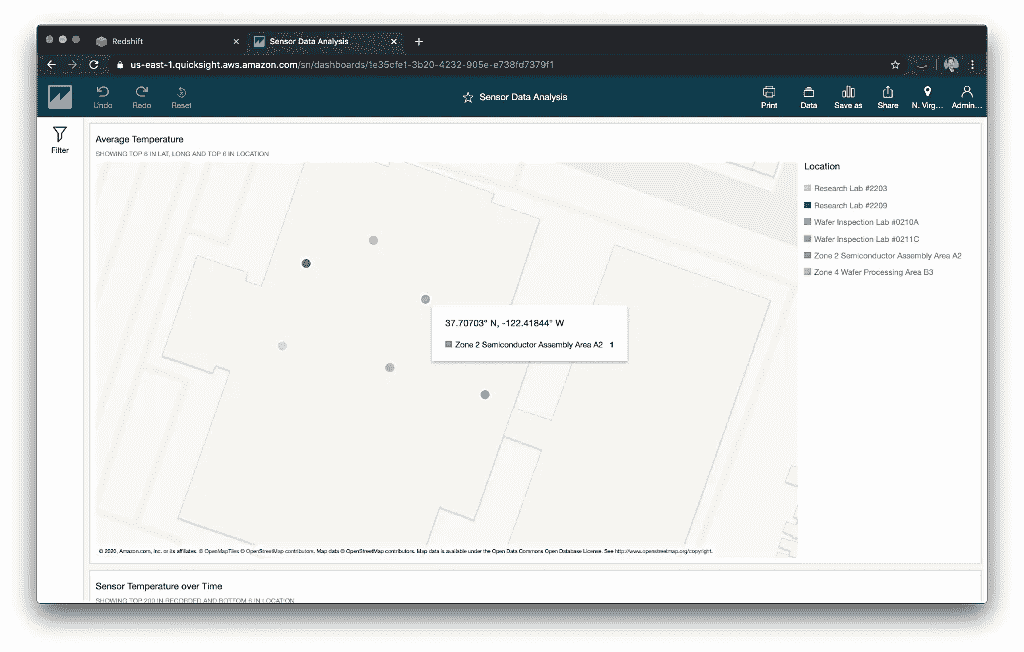 Redshift
Sensor Data Analysis
us-east-1.quicksight.aws.amazon.com/sn/dashboards/1e35cfe1-3b20-4232-905e-e738fd7379f1
Undo
Redo
Reset
Sensor Data Analysis
Print
Data
Save as
Share
N. Virg...
Admin...
Filter
Average Temperature
SHOWING TOP 6 IN LAT, LONG AND TOP 6 IN LOCATION
Location
Research Lab #2203
Research Lab #2209
Wafer Inspection Lab #0210A
Wafer Inspection Lab #0211C
Zone 2 Semiconductor Assembly Area A2
Zone 4 Wafer Processing Area B3
37.70703° N, -122.41844° W
Zone 2 Semiconductor Assembly Area A2 1
© 2020, Amazon.com, Inc. or its affiliates. © OpenMapTiles © OpenStreetMap contributors. Map data © OpenStreetMap contributors. Map data is available under the Open Data Commons Open Database License. See http://www.openstreetmap.org/copyright.
Sensor Temperature over Time
SHOWING TOP 200 IN RECORDED AND BOTTOM 6 IN LOCATION